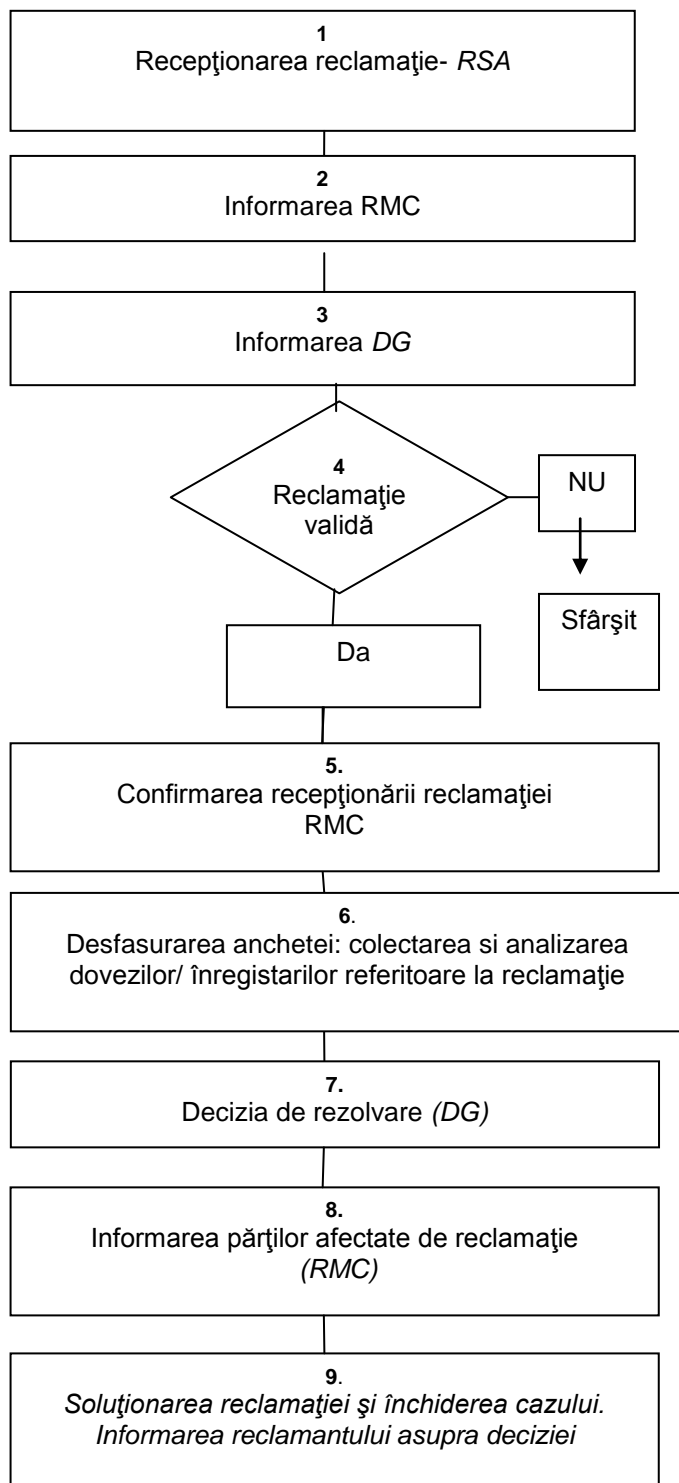 1
Recepţionarea reclamaţie- RSA
2
Informarea RMC
3
Informarea DG
4
Reclamaţie
validă
NU
Sfârşit
Da
5.
Confirmarea recepţionării reclamaţiei
RMC
6.
Desfasurarea anchetei: colectarea si analizarea
dovezilor/ înregistarilor referitoare la reclamaţie
7.
Decizia de rezolvare (DG)
8.
Informarea părţilor afectate de reclamaţie
(RMC)
9.
Soluţionarea reclamaţiei şi închiderea cazului.
Informarea reclamantului asupra deciziei